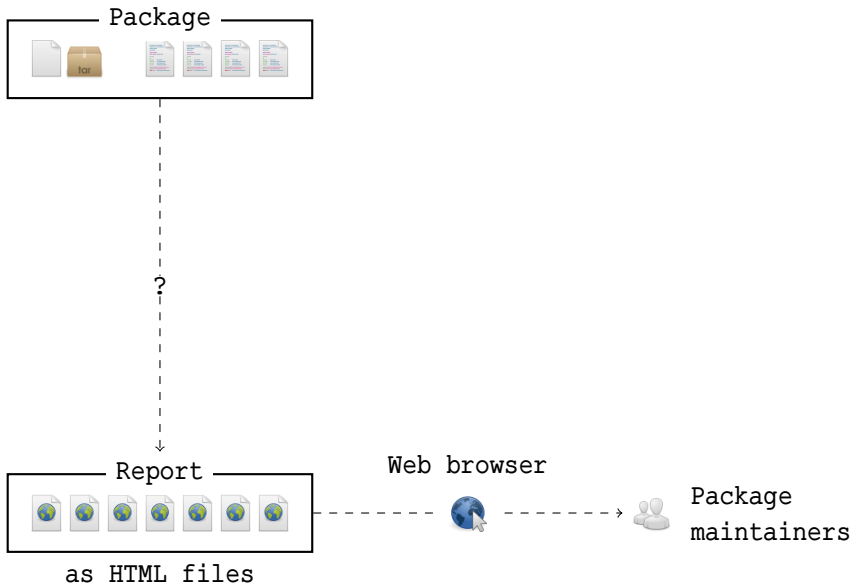 Package
tar
?
Report
Web browser
Package
maintainers
as HTML files